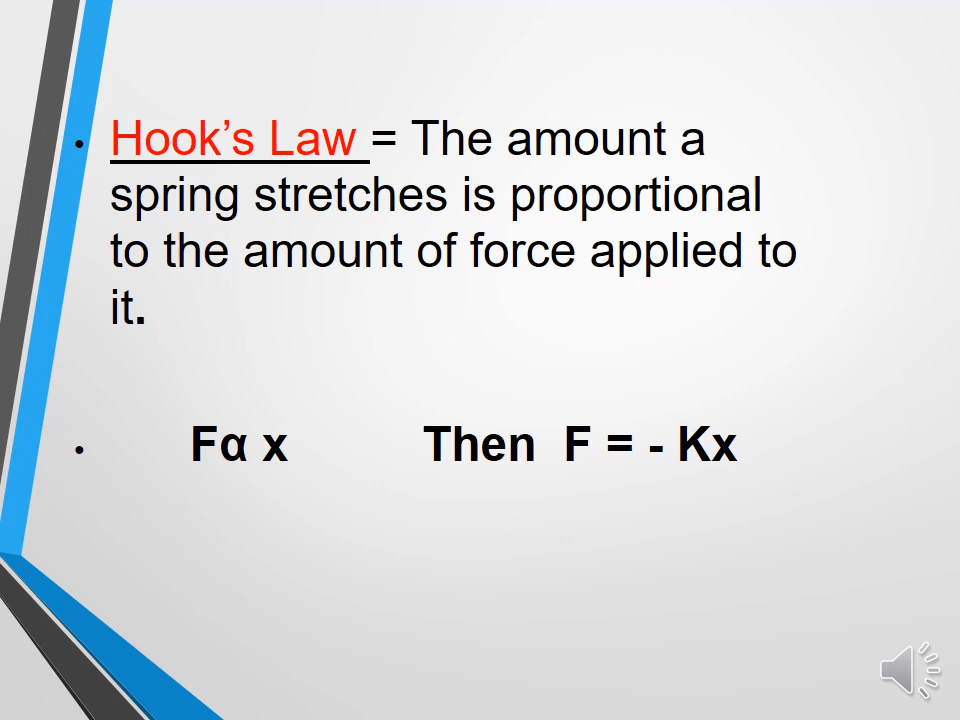 • Hook’s Law = The amount a
spring stretches is proportional
to the amount of force applied to
it.
• Fα x Then F = - Kx